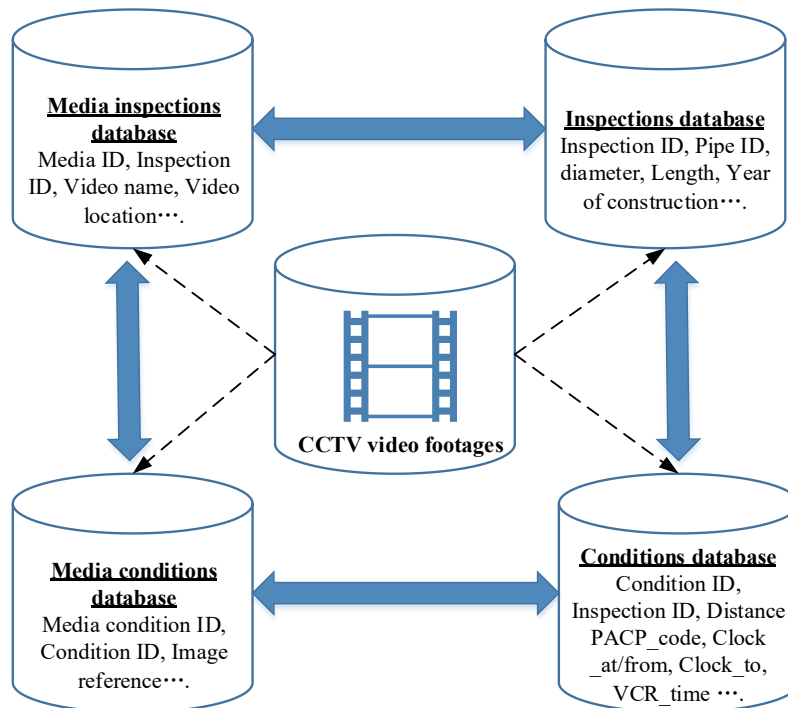 Media inspections
database
Media ID, Inspection
ID, Video name, Video
location….
Inspections database
Inspection ID, Pipe ID,
diameter, Length, Year
of construction….
CCTV video footages
Media conditions
database
Media condition ID,
Condition ID, Image
reference….
Conditions database
Condition ID,
Inspection ID, Distance
PACP_code, Clock
_at/from, Clock_to,
VCR_time ….